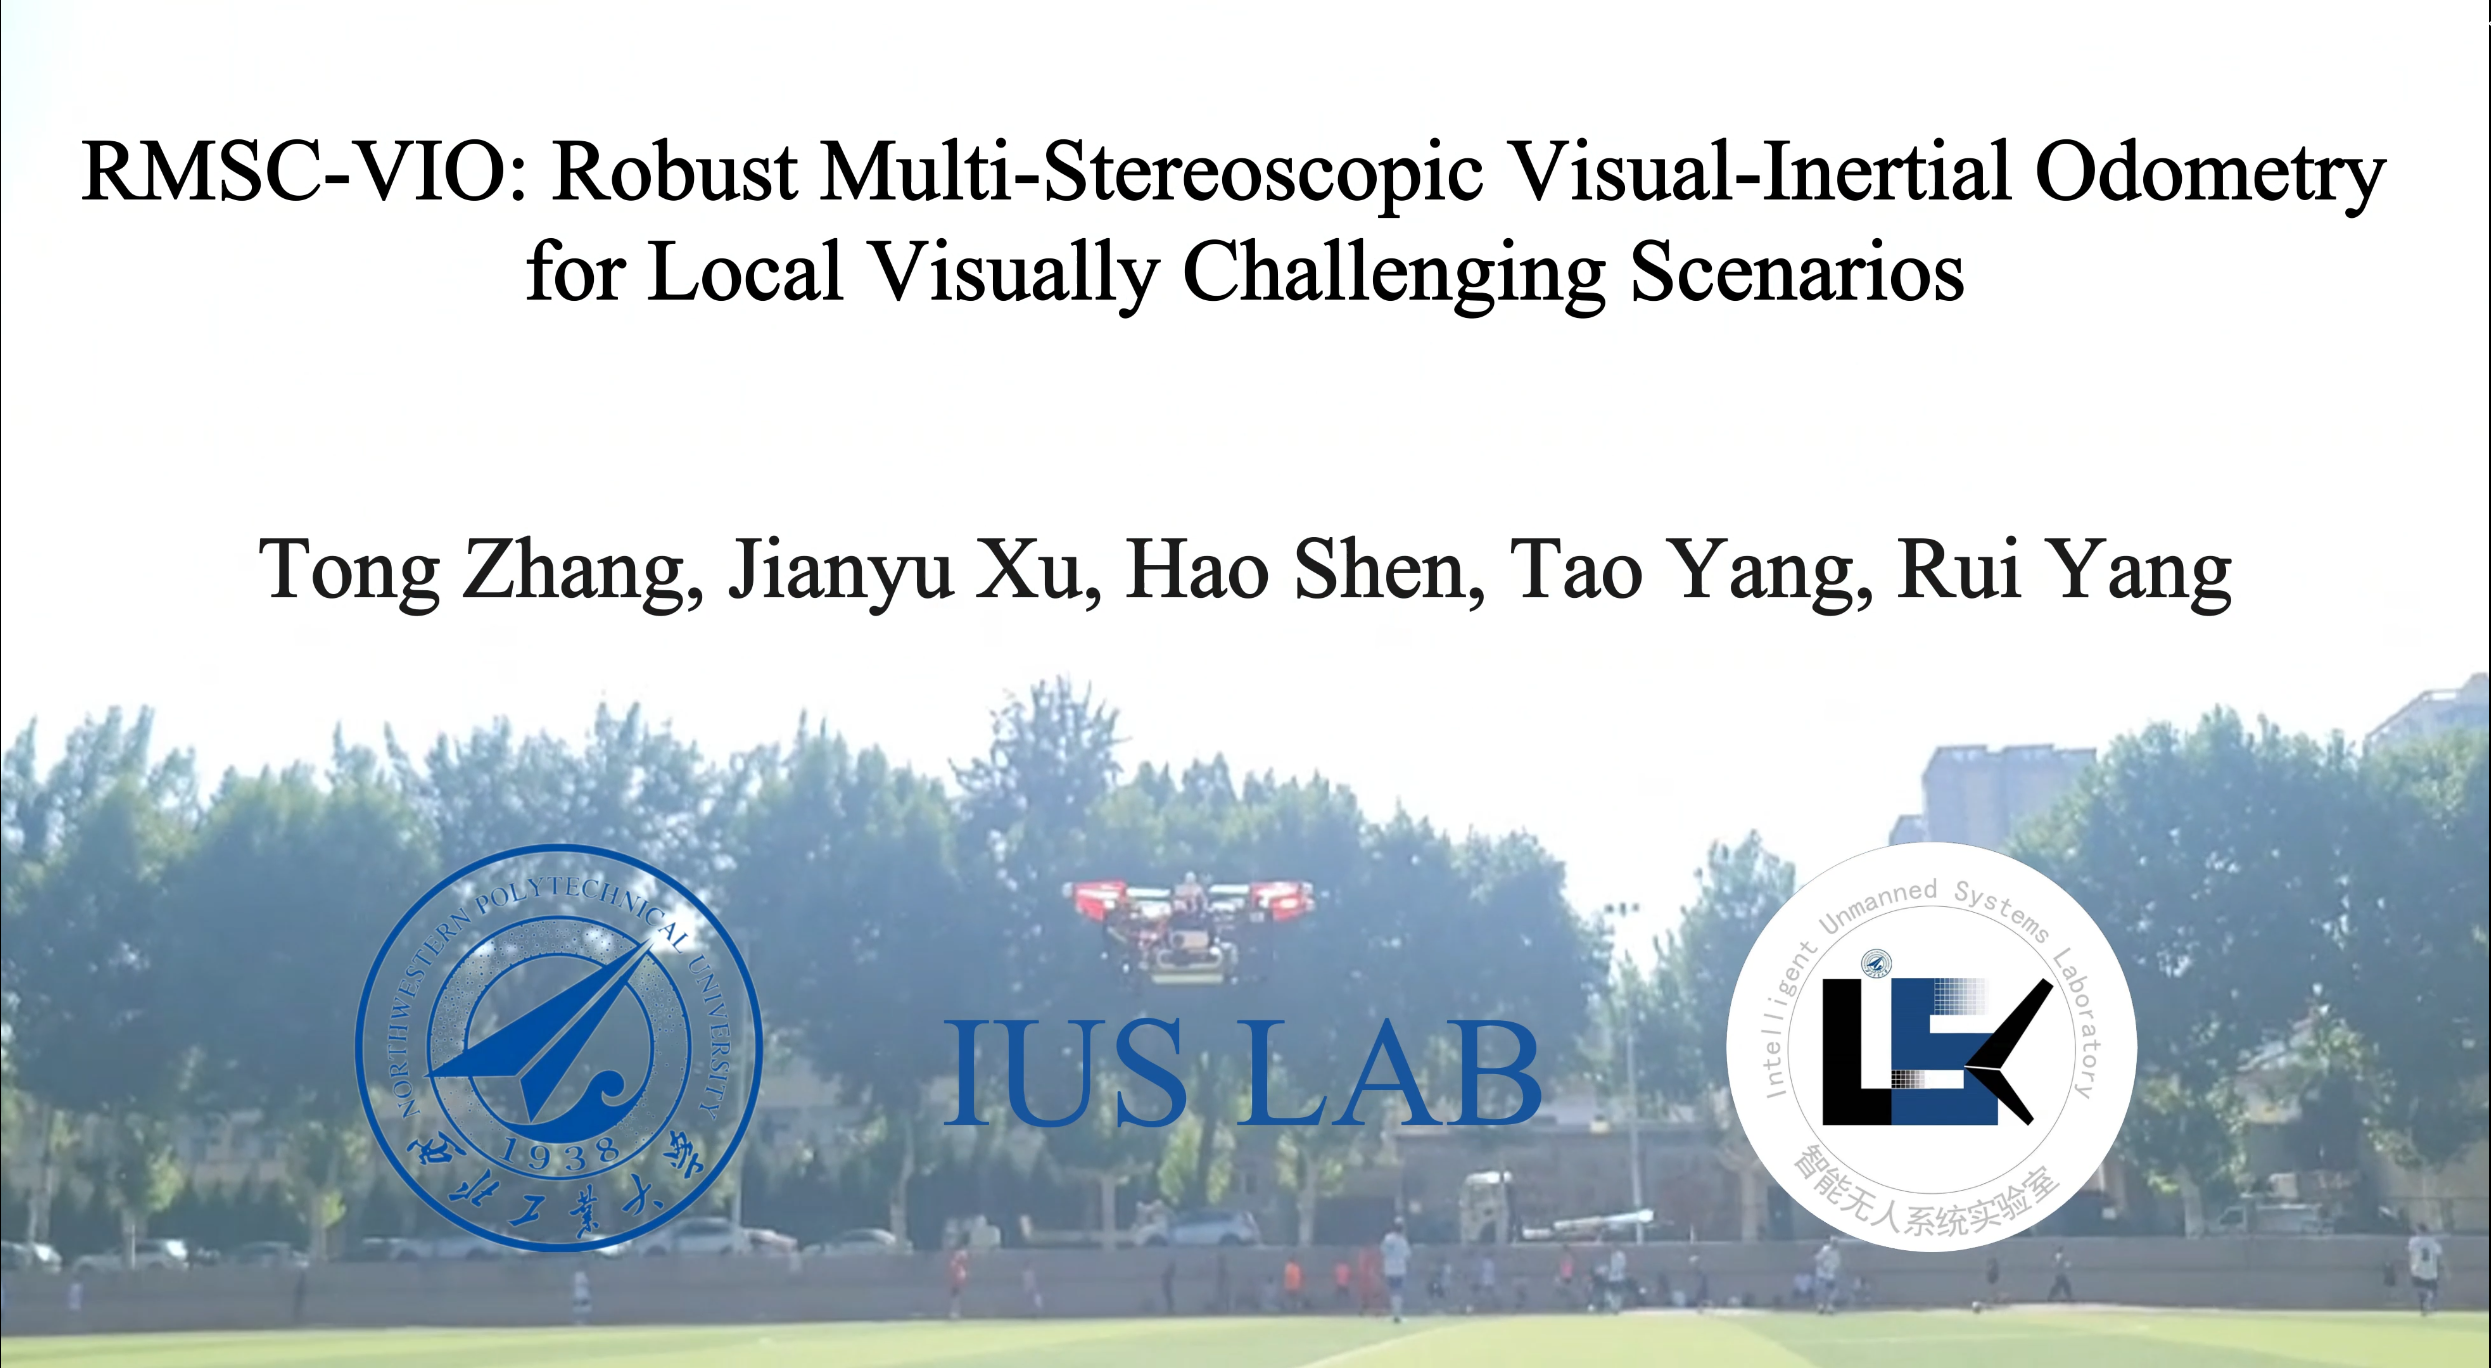 RMSC-VIO: Robust Multi-Stereoscopic Visual-Inertial Odometry
for Local Visually Challenging Scenarios
Tong Zhang, Jianyu Xu, Hao Shen, Tao Yang, Rui Yang
NORTHWESTERN POLYTECHNICAL UNIVERSITY
1938
西北工業大學
IUS LAB
Intelligent Unmanned Systems Laboratory
智能无人系统实验室